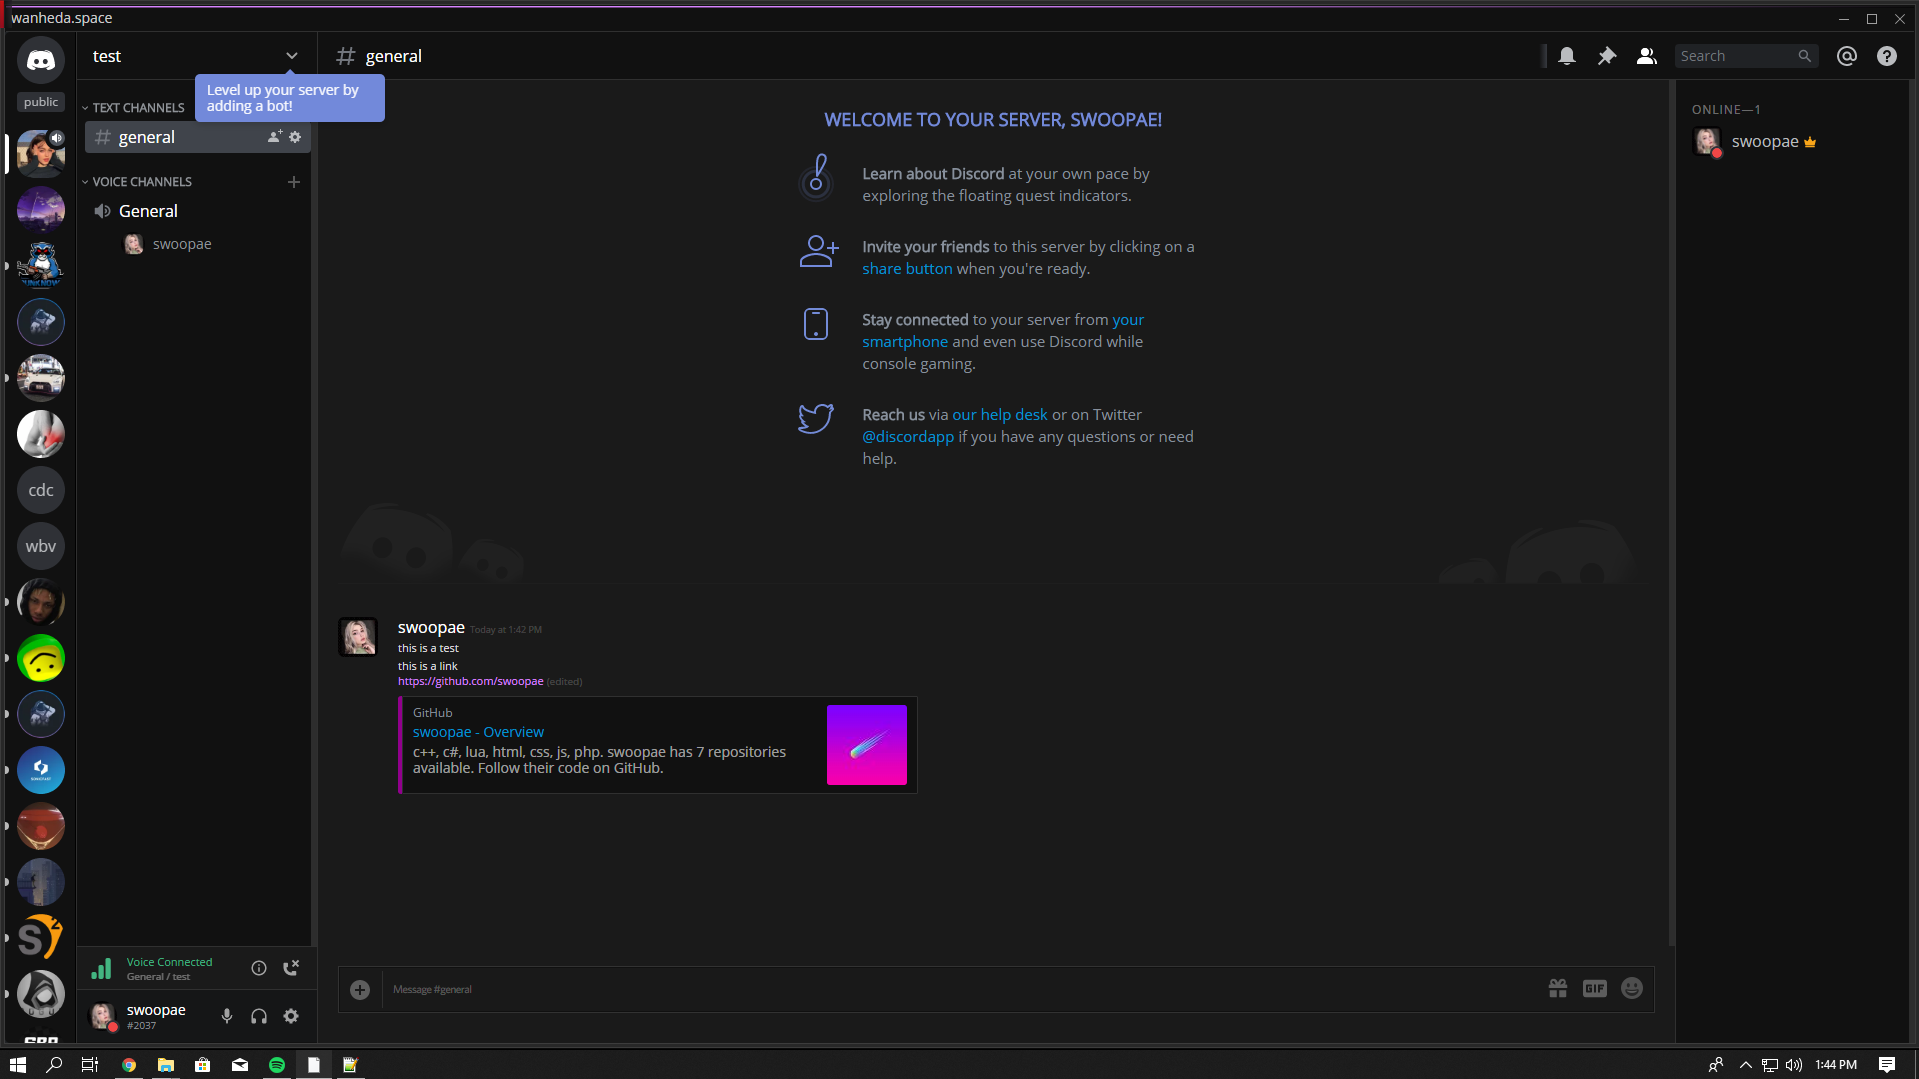 wanheda.space
test
general
Search
public
Level up your server by
adding a bot!
TEXT CHANNELS
general
VOICE CHANNELS
General
swoopae
cdc
wbv
WELCOME TO YOUR SERVER, SWOOPAE!
Learn about Discord at your own pace by
exploring the floating quest indicators.
Invite your friends to this server by clicking on a
share button when you're ready.
Stay connected to your server from your
smartphone and even use Discord while
console gaming.
Reach us via our help desk or on Twitter
@discordapp if you have any questions or need
help.
ONLINE—1
swoopae
swoopae Today at 1:42 PM
this is a test
this is a link
https://github.com/swoopae (edited)
GitHub
swoopae - Overview
c++, c#, lua, html, css, js, php. swoopae has 7 repositories
available. Follow their code on GitHub.
Voice Connected
General / test
swoopae
#2037
Message #general
GIF
1:44 PM